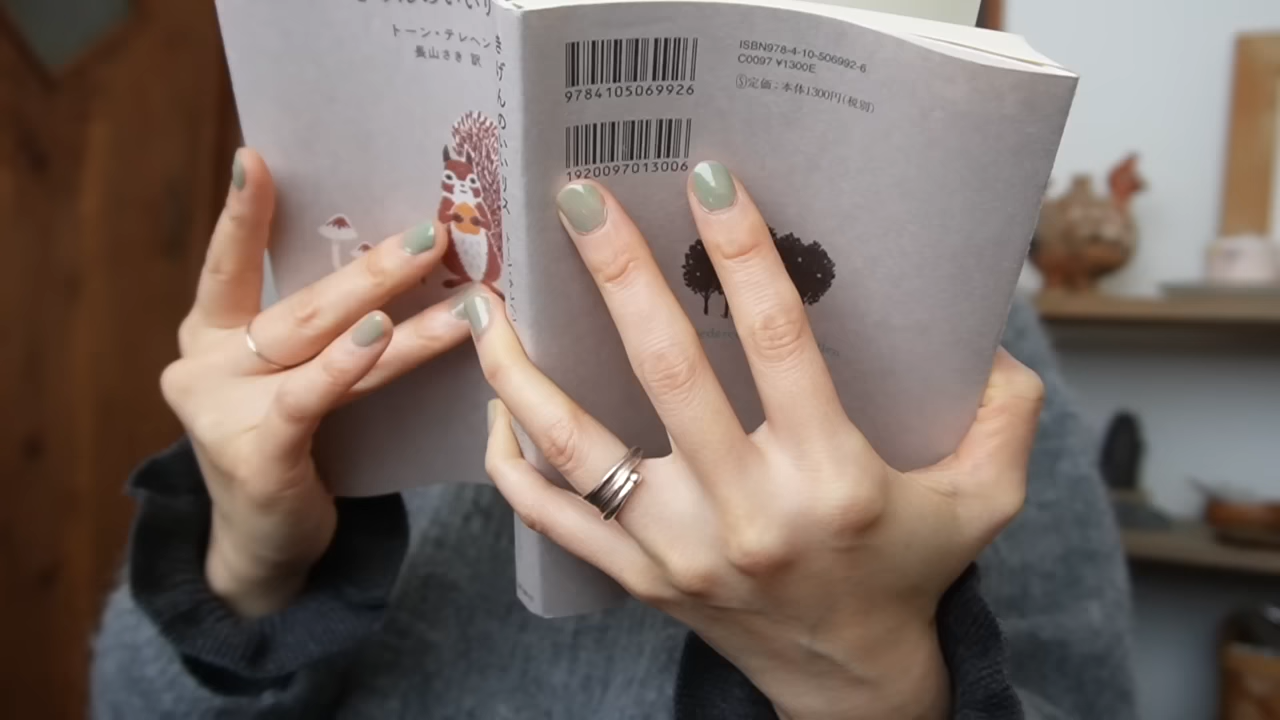 トーン・テレヘン
長山さき 訳
きげんのいいリス
9784105069926
1920097013006
ISBN978-4-10-506992-6
C0097 ¥1300E
Ⓢ定価:本体1300円(税別)